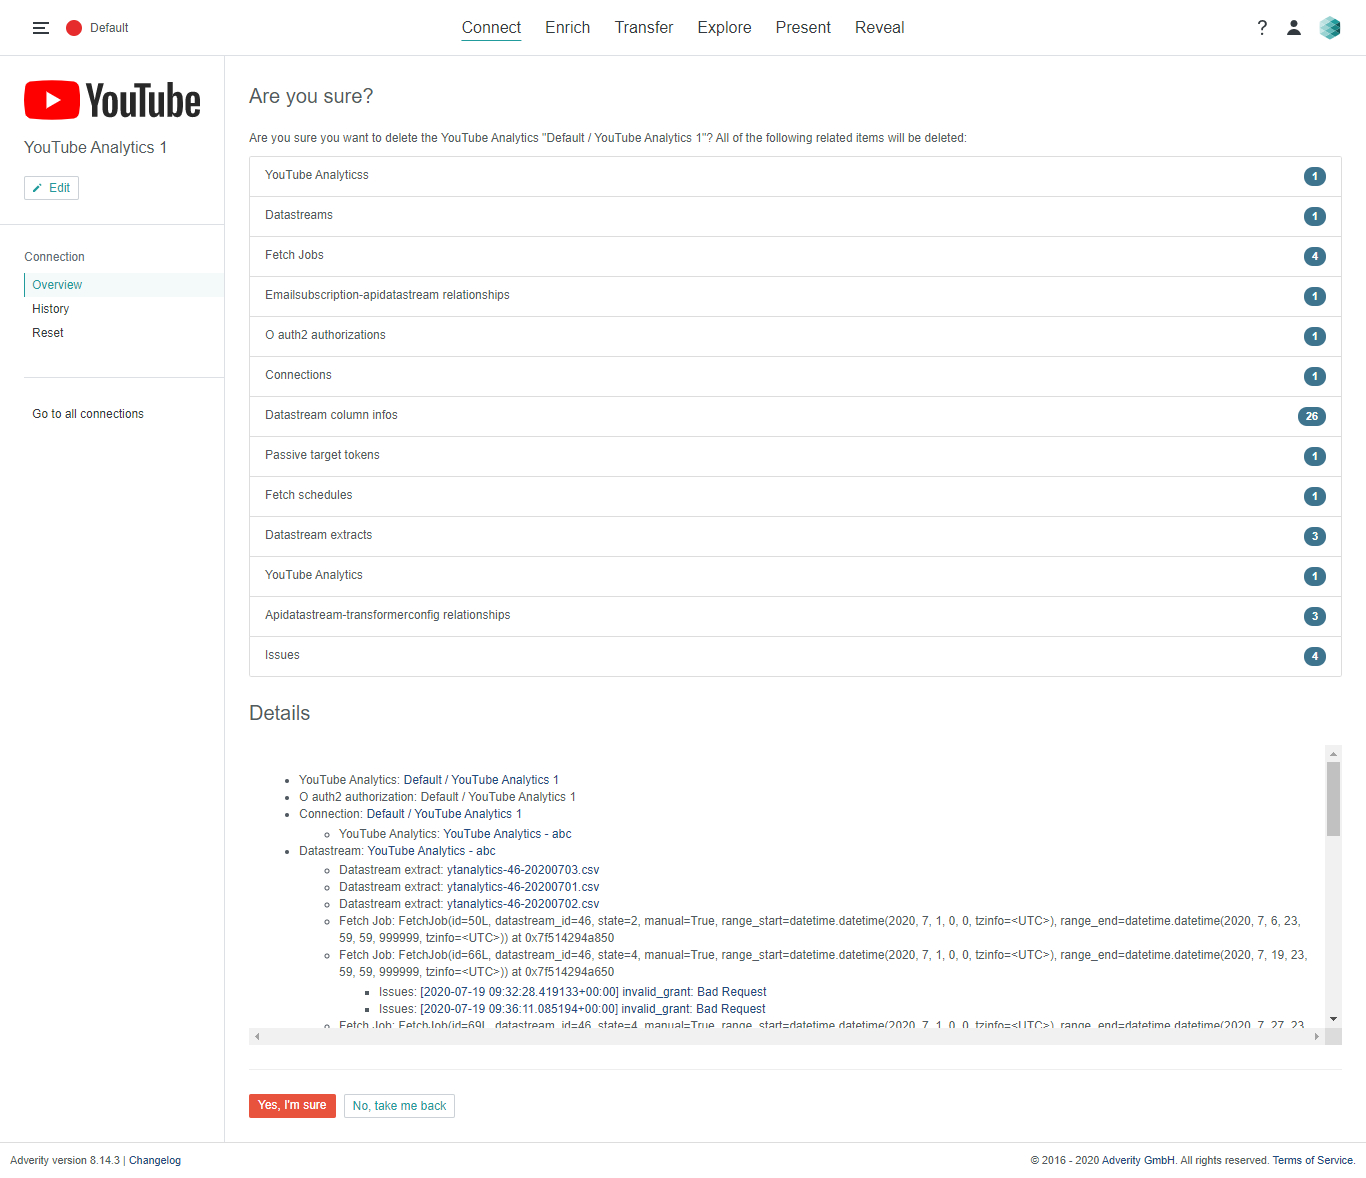 Default
Connect Enrich Transfer Explore Present Reveal
?
YouTube
YouTube Analytics 1
Edit
Connection
Overview
History
Reset
Go to all connections
Are you sure?
Are you sure you want to delete the YouTube Analytics "Default / YouTube Analytics 1"? All of the following related items will be deleted:
YouTube Analyticss 1
Datastreams 1
Fetch Jobs 4
Emailsubscription-apidatastream relationships 1
O auth2 authorizations 1
Connections 1
Datastream column infos 26
Passive target tokens 1
Fetch schedules 1
Datastream extracts 3
YouTube Analytics 1
Apidatastream-transformerconfig relationships 3
Issues 4
Details
YouTube Analytics: Default / YouTube Analytics 1
O auth2 authorization: Default / YouTube Analytics 1
Connection: Default / YouTube Analytics 1
YouTube Analytics: YouTube Analytics - abc
Datastream: YouTube Analytics - abc
Datastream extract: ytanalytics-46-20200703.csv
Datastream extract: ytanalytics-46-20200701.csv
Datastream extract: ytanalytics-46-20200702.csv
Fetch Job: FetchJob(id=50L, datastream_id=46, state=2, manual=True, range_start=datetime.datetime(2020, 7, 1, 0, 0, tzinfo=<UTC>), range_end=datetime.datetime(2020, 7, 6, 23,
59, 59, 999999, tzinfo=<UTC>)) at 0x7f514294a850
Fetch Job: FetchJob(id=66L, datastream_id=46, state=4, manual=True, range_start=datetime.datetime(2020, 7, 1, 0, 0, tzinfo=<UTC>), range_end=datetime.datetime(2020, 7, 19, 23,
59, 59, 999999, tzinfo=<UTC>)) at 0x7f514294a650
Issues: [2020-07-19 09:32:28.419133+00:00] invalid_grant: Bad Request
Issues: [2020-07-19 09:36:11.085194+00:00] invalid_grant: Bad Request
Fetch Job: FetchJob(id=69L, datastream_id=46, state=4, manual=True, range_start=datetime.datetime(2020, 7, 1, 0, 0, tzinfo=<UTC>), range_end=datetime.datetime(2020, 7, 27, 23,
Yes, I'm sure
No, take me back
Adverity version 8.14.3 | Changelog
© 2016 - 2020 Adverity GmbH. All rights reserved. Terms of Service.